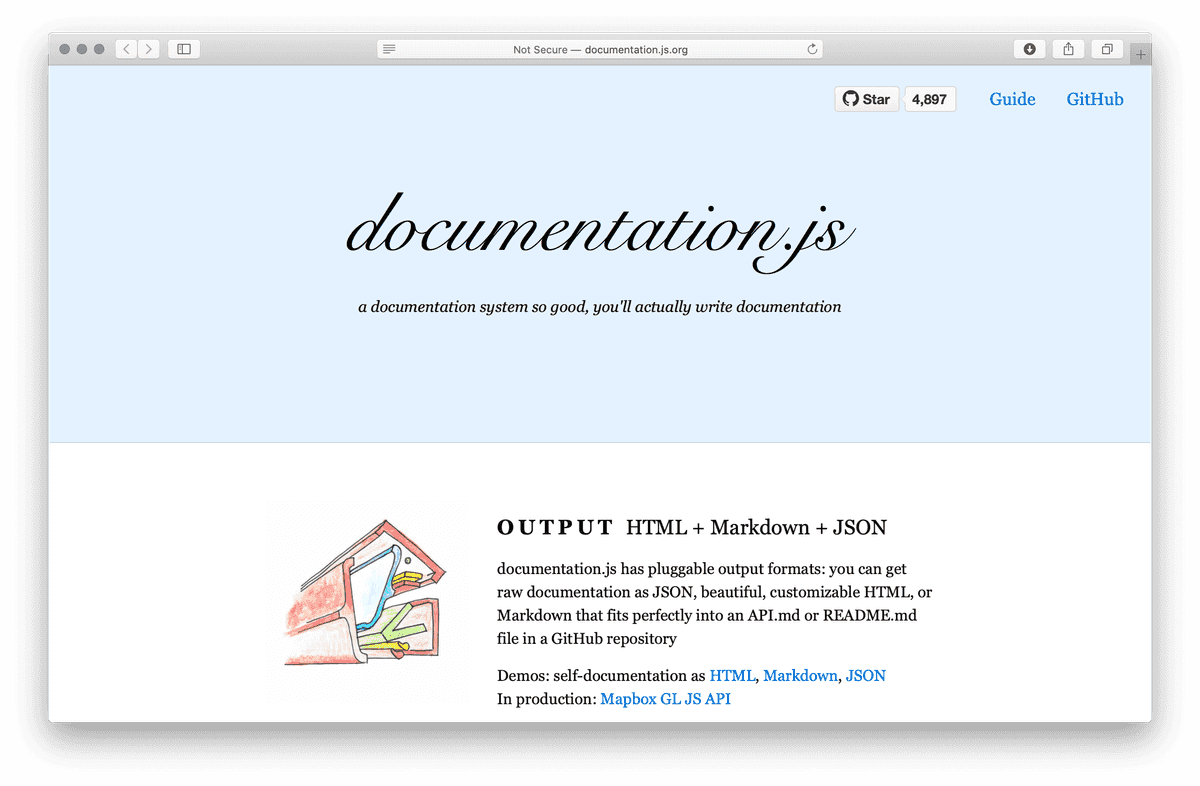 Not Secure — documentation.js.org
Star 4,897 Guide GitHub
documentation.js
a documentation system so good, you'll actually write documentation
OUTPUT HTML + Markdown + JSON
documentation.js has pluggable output formats: you can get
raw documentation as JSON, beautiful, customizable HTML, or
Markdown that fits perfectly into an API.md or README.md
file in a GitHub repository
Demos: self-documentation as HTML, Markdown, JSON
In production: Mapbox GL JS API